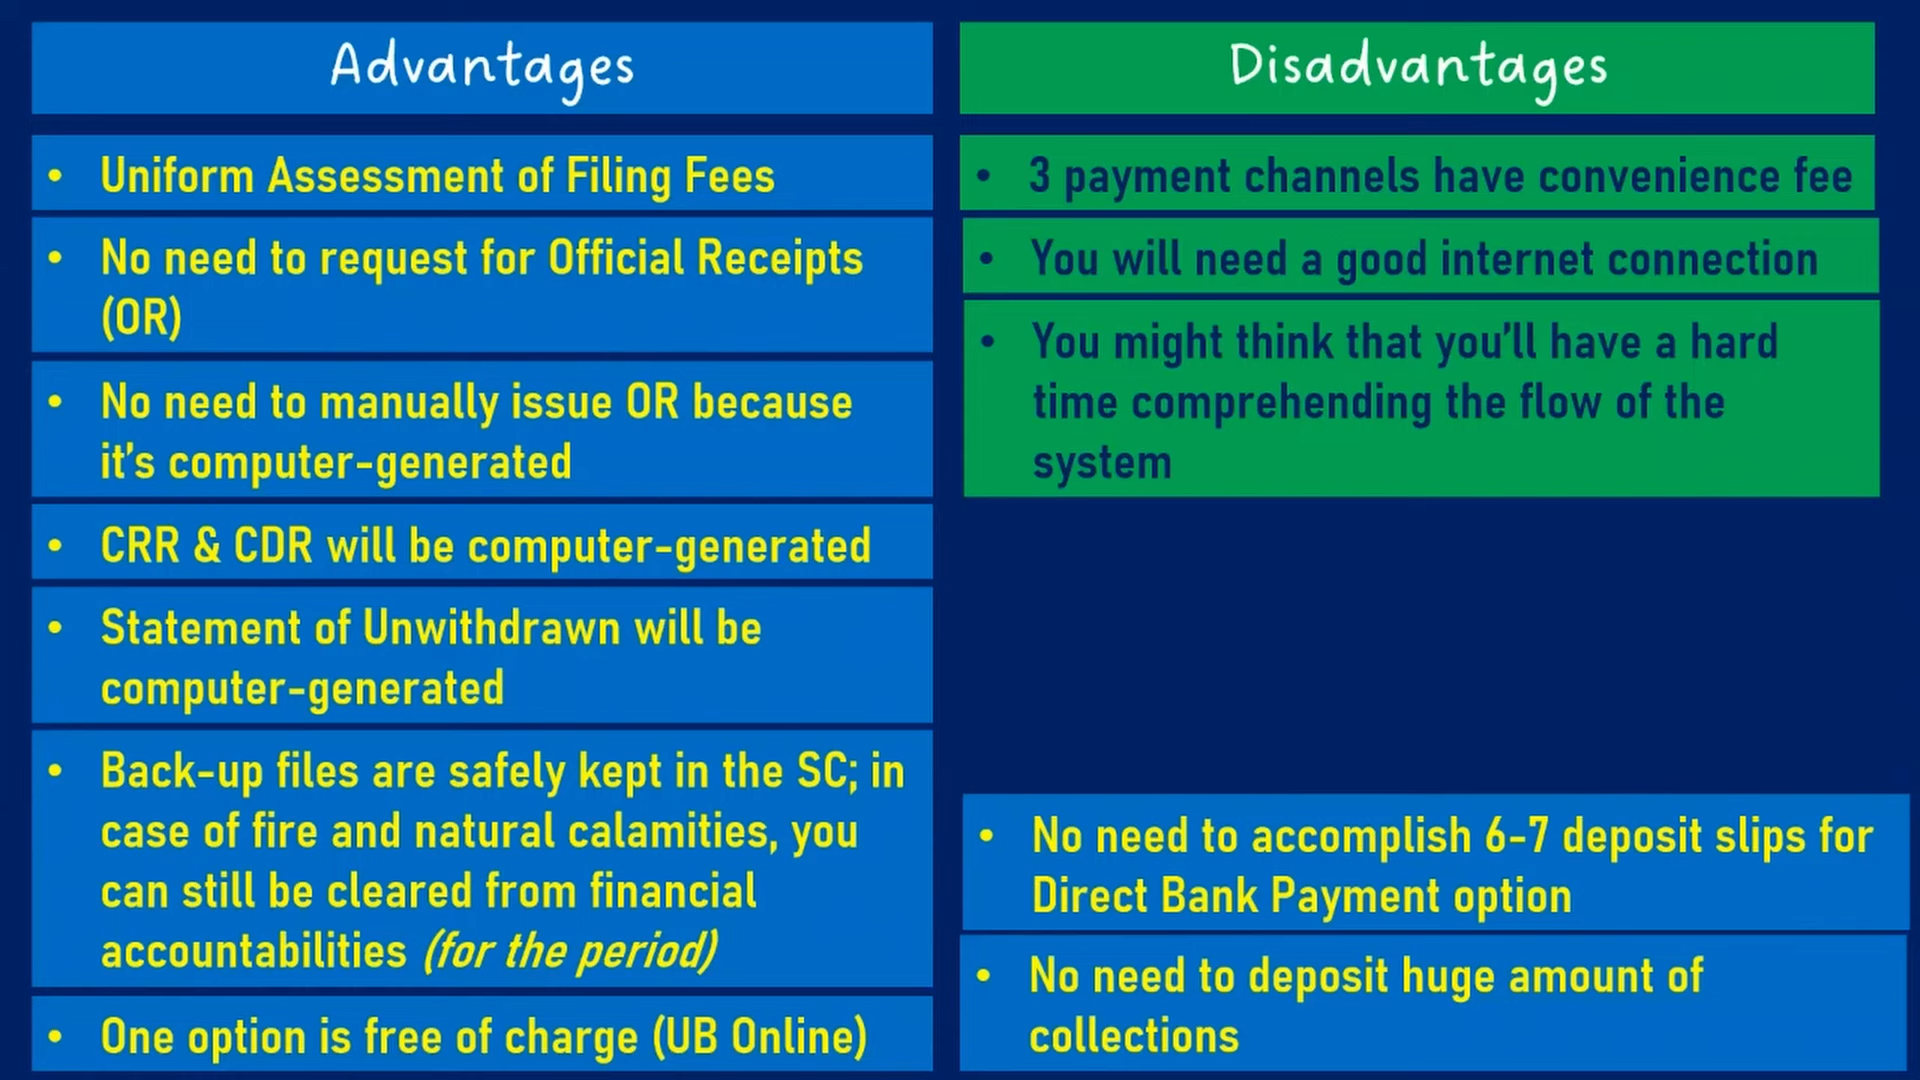 Advantages
• Uniform Assessment of Filing Fees
• No need to request for Official Receipts
(OR)
• No need to manually issue OR because
it's computer-generated
• CRR & CDR will be computer-generated
• Statement of Unwithdrawn will be
computer-generated
• Back-up files are safely kept in the SC; in
case of fire and natural calamities, you
can still be cleared from financial
accountabilities (for the period)
• One option is free of charge (UB Online)
Disadvantages
• 3 payment channels have convenience fee
• You will need a good internet connection
• You might think that you'll have a hard
time comprehending the flow of the
system
• No need to accomplish 6-7 deposit slips for
Direct Bank Payment option
• No need to deposit huge amount of
collections